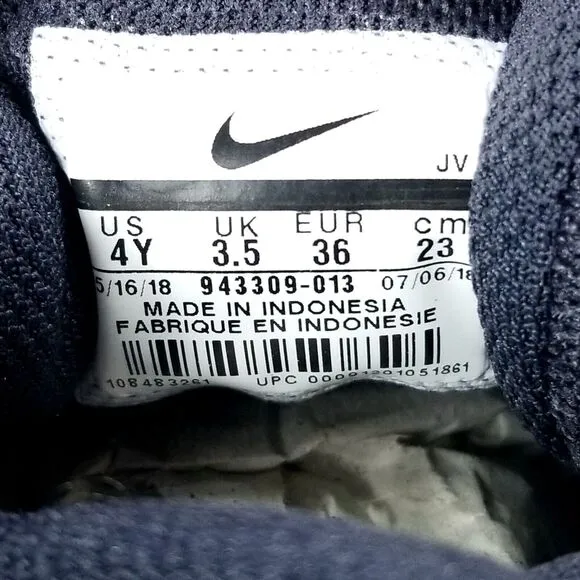 JV
US UK EUR cm
4Y 3.5 36 23
5/16/18 943309-013 07/06/18
MADE IN INDONESIA
FABRIQUE EN INDONESIE
108483261 UPC